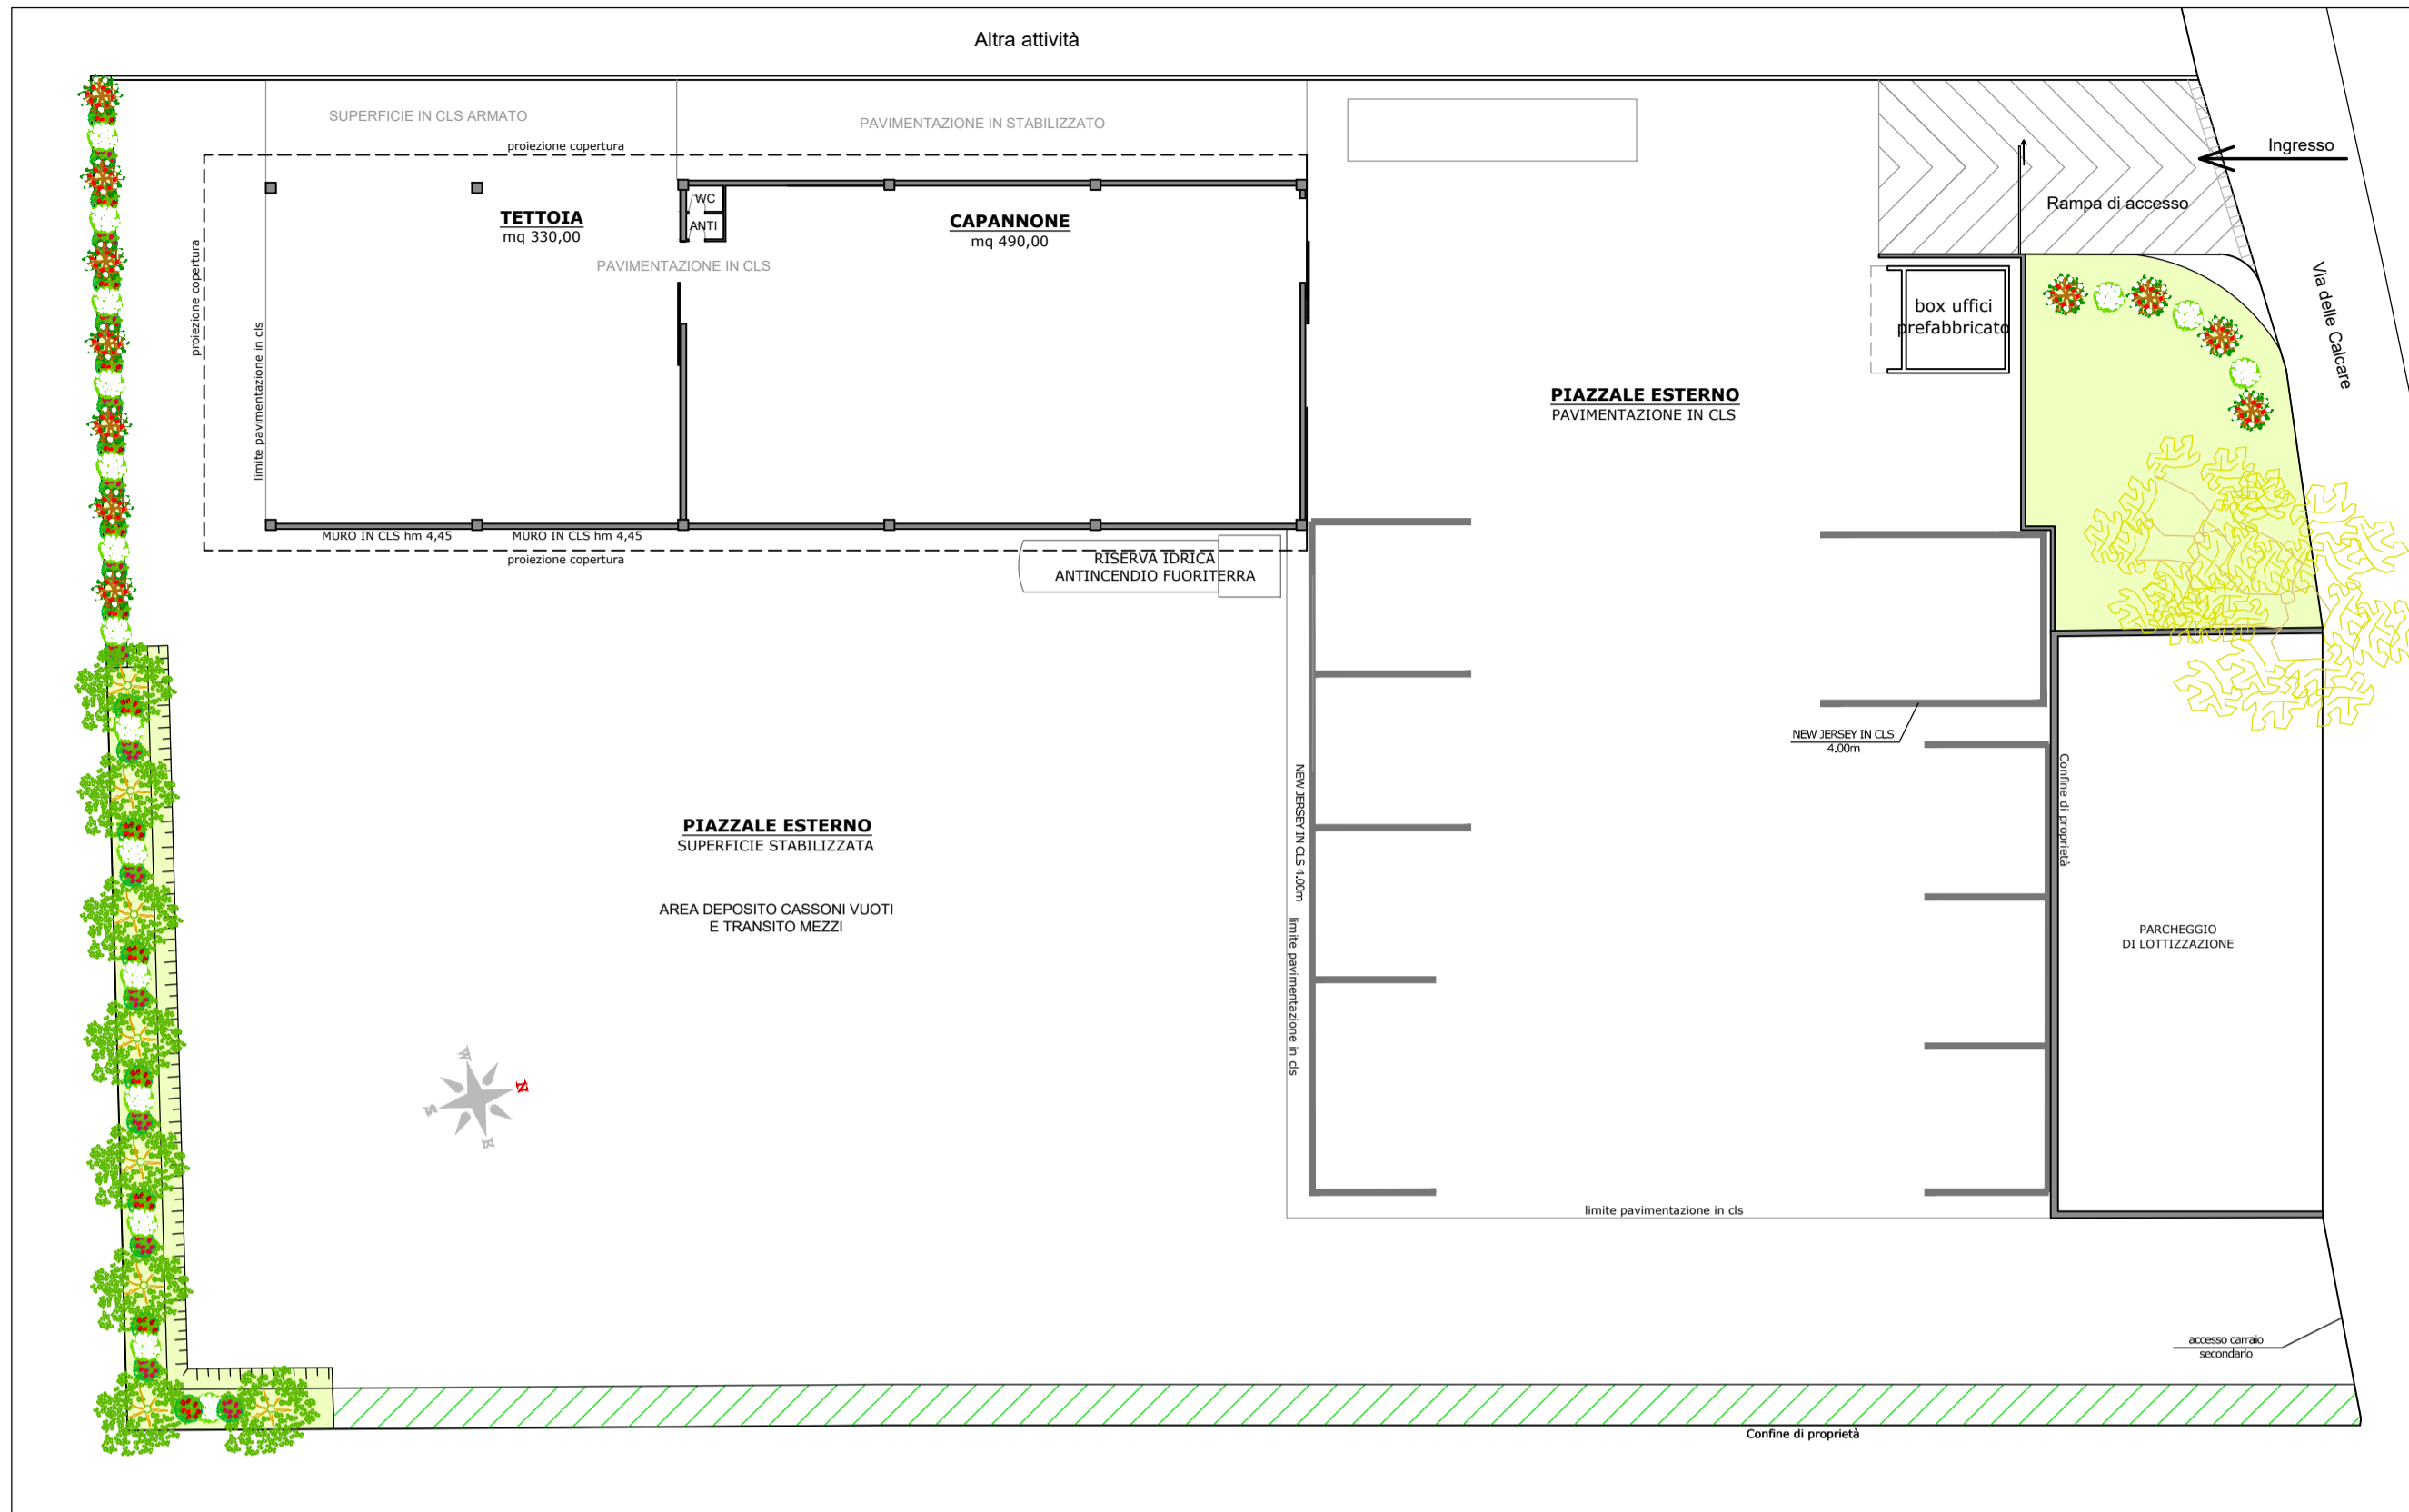 Altra attività
SUPERFICIE IN CLS ARMATO
PAVIMENTAZIONE IN STABILIZZATO
proiezione copertura
Ingresso
Rampa di accesso
WC
ANTI
TETTOIA
mq 330,00
CAPANNONE
mq 490,00
PAVIMENTAZIONE IN CLS
proiezione copertura
limite pavimentazione in cls
box uffici
prefabbricato
Via delle Calcare
PIAZZALE ESTERNO
PAVIMENTAZIONE IN CLS
MURO IN CLS hm 4,45
MURO IN CLS hm 4,45
proiezione copertura
RISERVA IDRICA
ANTINCENDIO FUORITERRA
NEW JERSEY IN CLS
4.00m
NEW JERSEY IN CLS 4.00m
Confine di proprietà
PIAZZALE ESTERNO
SUPERFICIE STABILIZZATA
AREA DEPOSITO CASSONI VUOTI
E TRANSITO MEZZI
limite pavimentazione in cls
PARCHEGGIO
DI LOTTIZZAZIONE
W
N
S
E
limite pavimentazione in cls
accesso carraio
secondario
Confine di proprietà